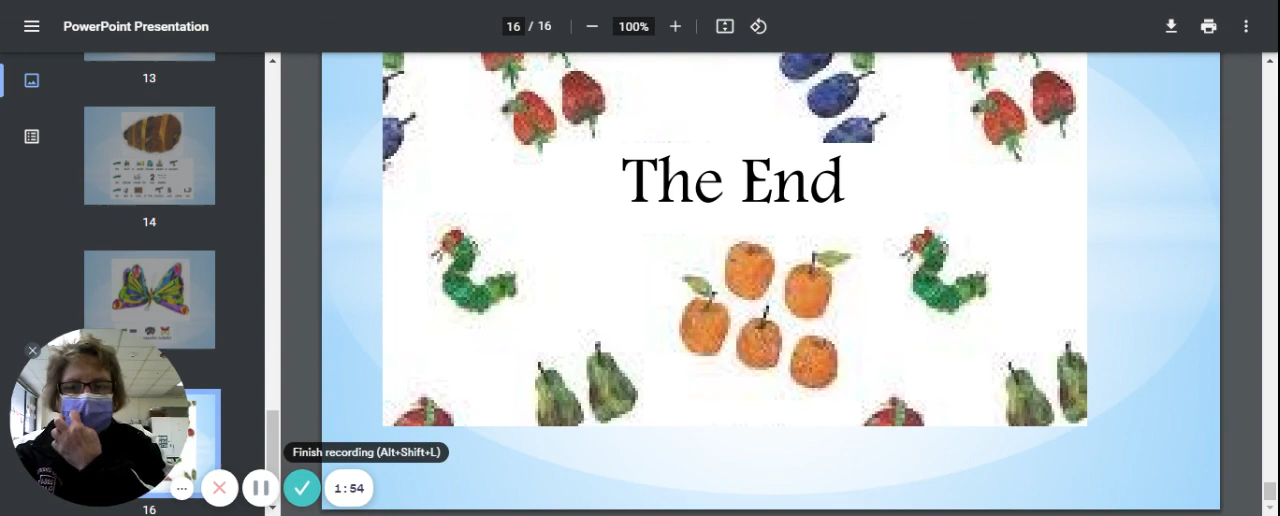 PowerPoint Presentation
16 / 16
100%
13
14
16
The End
Finish recording (Alt+Shift+L)
1:54